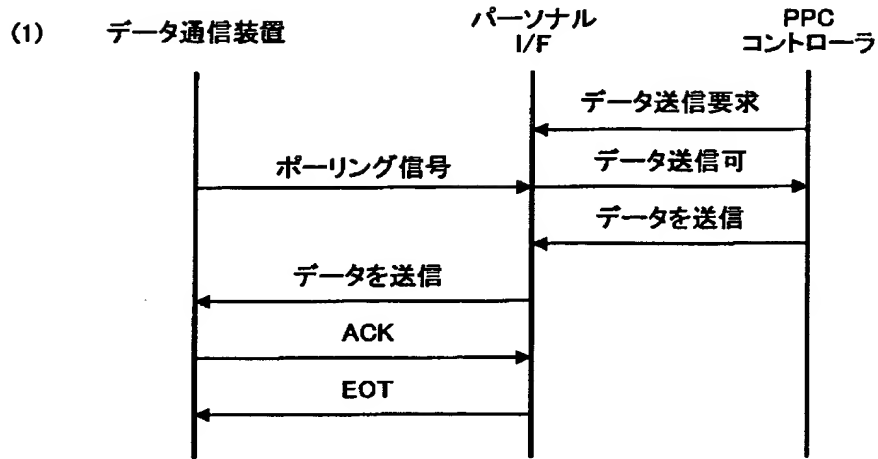 (1) データ通信装置
パーソナル
I/F
PPC
コントローラ
データ送信要求
ポーリング信号
データ送信可
データを送信
データを送信
ACK
EOT